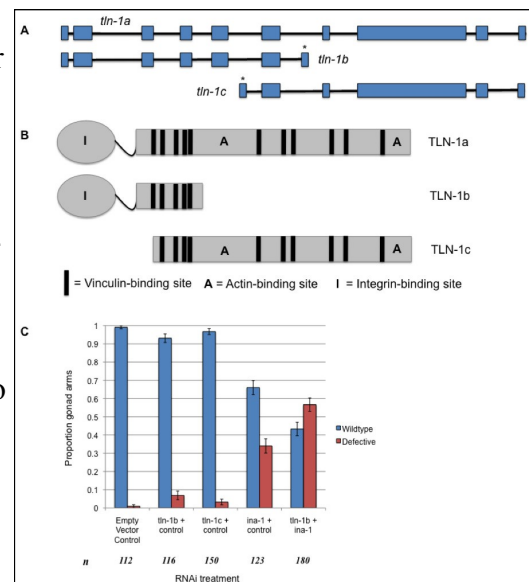 A
tln-1a
*
tln-1b
*
tln-1c
B
I A A TLN-1a
I TLN-1b
A A TLN-1c
= Vinculin-binding site A = Actin-binding site I = Integrin-binding site
C
Proportion gonad arms
1
0.9
0.8
0.7
0.6
0.5
0.4
0.3
0.2
0.1
0
Wildtype
Defective
Empty Vector Control
tln-1b + control
tln-1c + control
ina-1 + control
tln-1b + ina-1
n 112 116 150 123 180
RNAi treatment